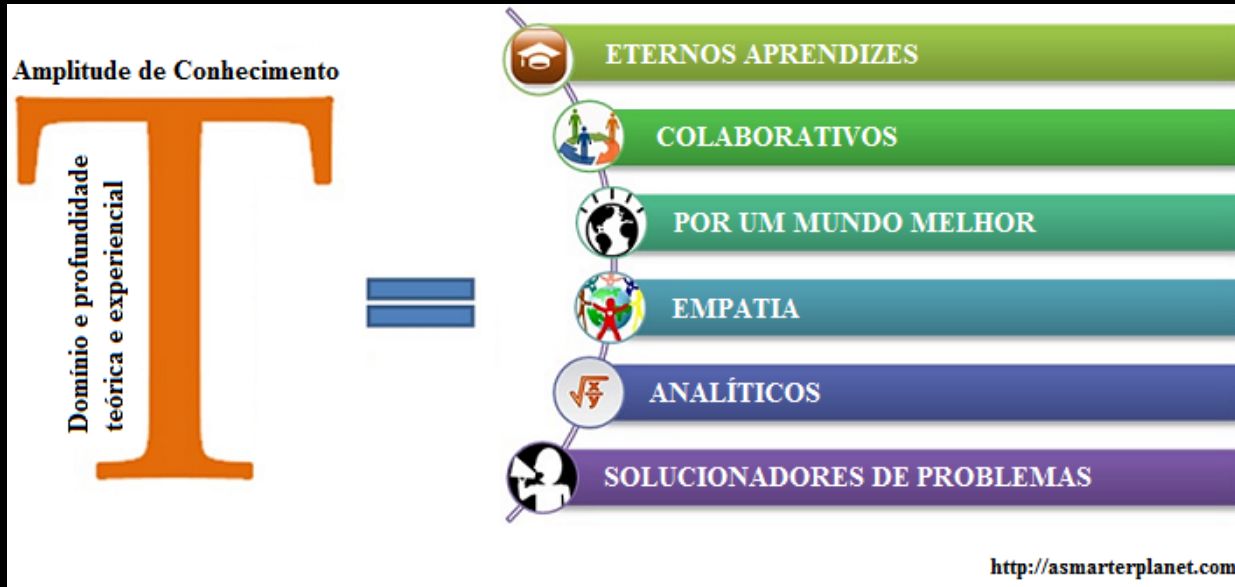 Amplitude de Conhecimento
Domínio e profundidade
teórica e experiencial
ETERNOS APRENDIZES
COLABORATIVOS
POR UM MUNDO MELHOR
EMPATIA
√x/y
ANALÍTICOS
SOLUCIONADORES DE PROBLEMAS
http://asmarterplanet.com